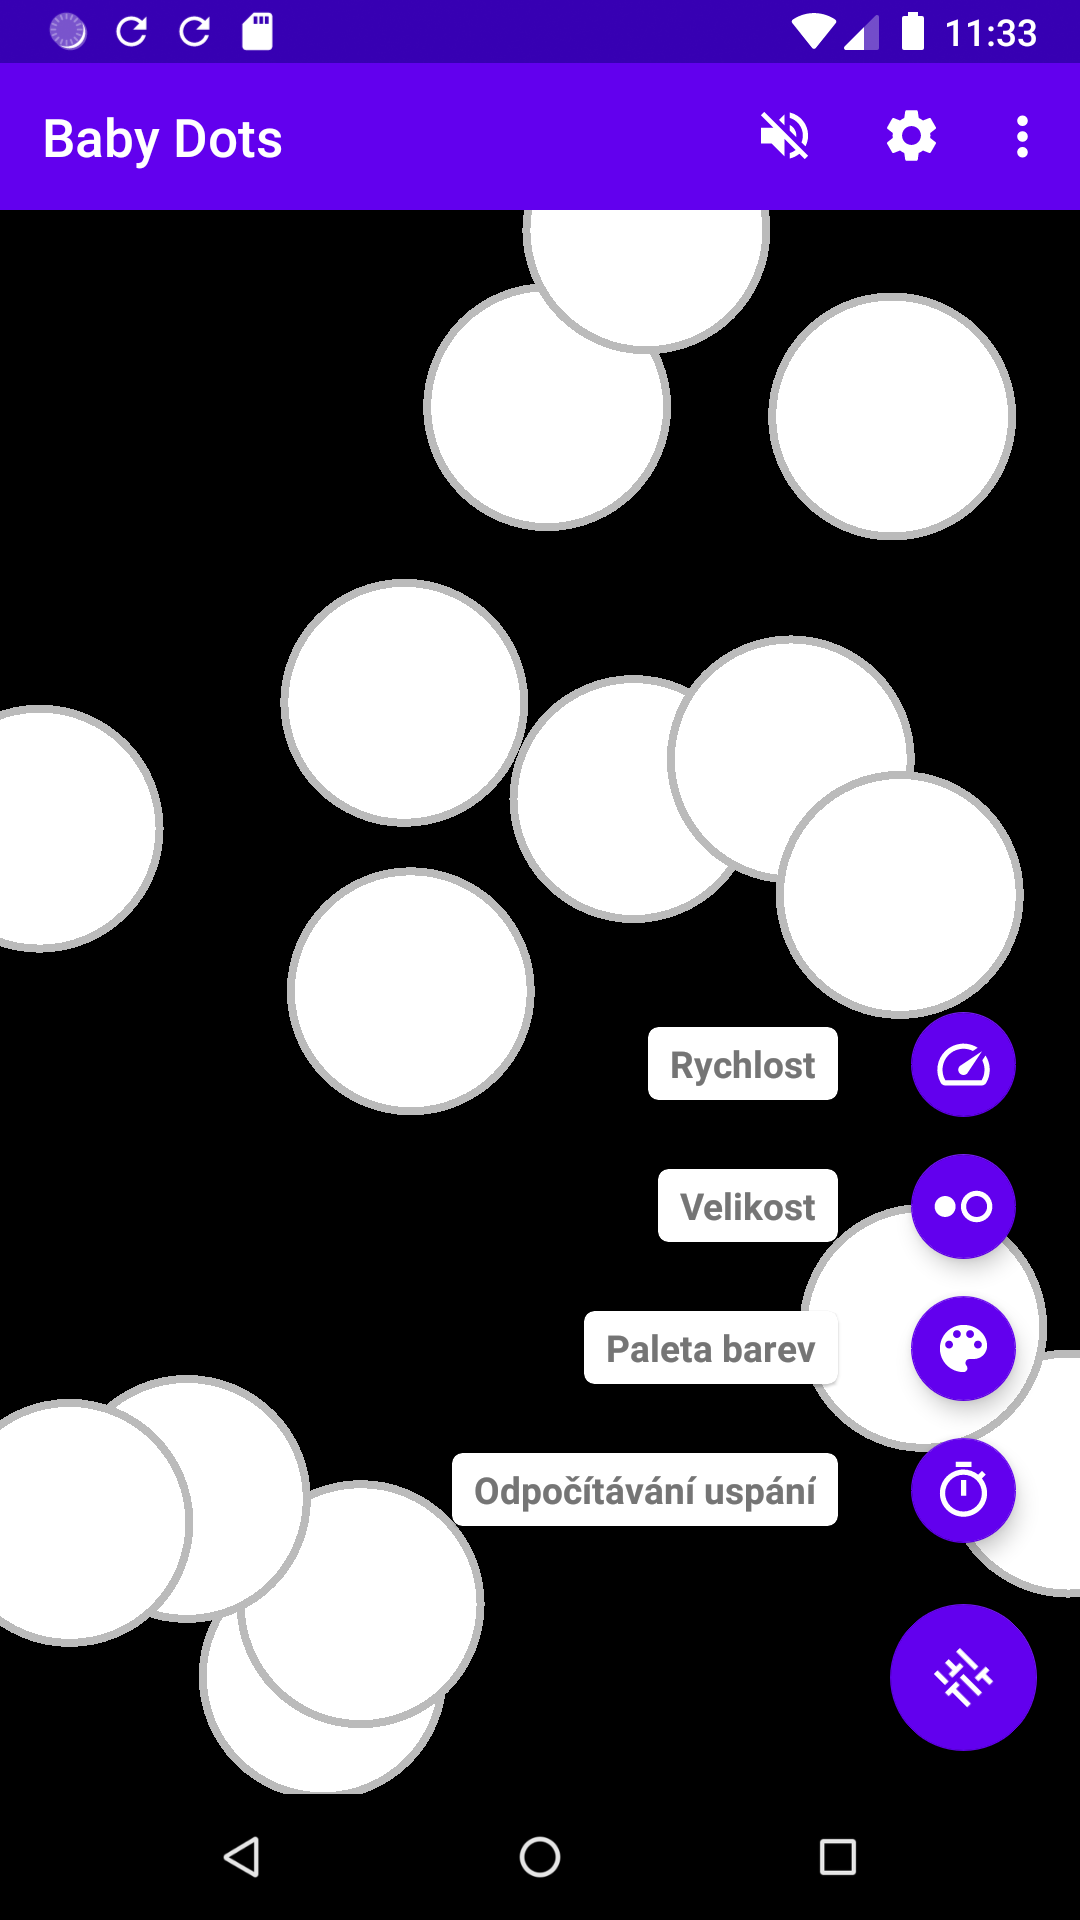 11:33
Baby Dots
Rychlost
Velikost
Paleta barev
Odpočítávání uspání